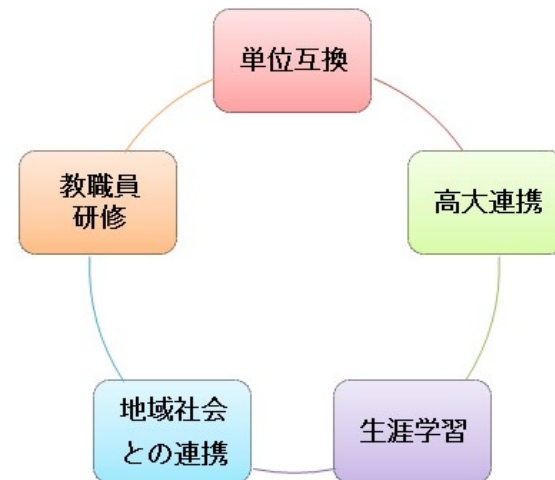 単位互換
高大連携
生涯学習
地域社会
との連携
教職員
研修